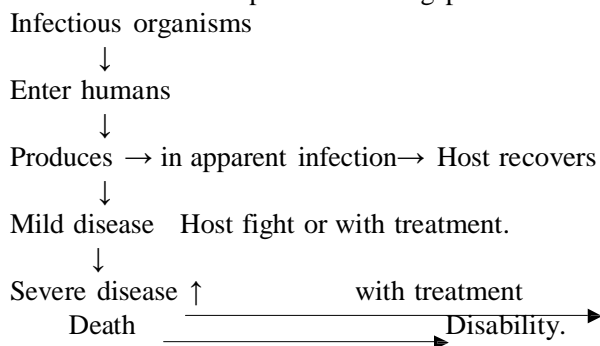 Infectious organisms
↓
Enter humans
↓
Produces → in apparent infection→ Host recovers
↓
Mild disease Host fight or with treatment.
↓
Severe disease ↑ with treatment
Death Disability.